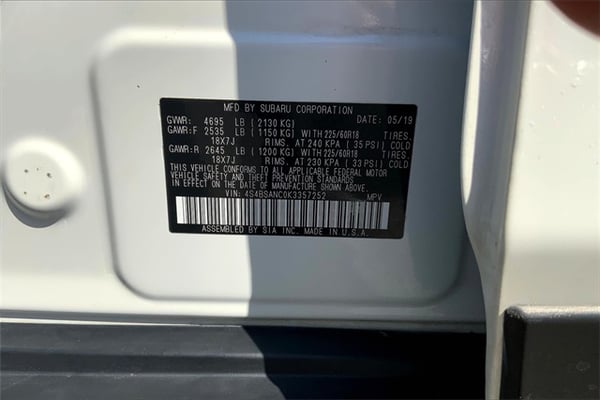 MFD BY SUBARU CORPORATION
GVWR: 4695 LB (2130 KG) DATE: 05/19
GAWR:F 2535 LB (1150 KG) WITH 225/60R18 TIRES.
18X7J RIMS. AT 240 KPA (35 PSI) COLD
GAWR:R 2645 LB (1200 KG) WITH 225/60R18 TIRES.
18X7J RIMS. AT 230 KPA (33 PSI) COLD
THIS VEHICLE CONFORMS TO ALL APPLICABLE FEDERAL MOTOR
VEHICLE SAFETY AND THEFT PREVENTION STANDARDS IN
EFFECT ON THE DATE OF MANUFACTURE SHOWN ABOVE.
VIN: 4S4BSANC0K3357252 MPV
ASSEMBLED BY SIA INC. MADE IN U.S.A.